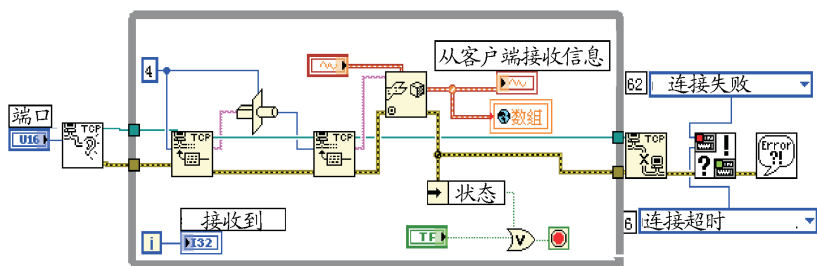 从客户端接收信息
4
62 连接失败
端口
TCP
U16
数组
TCP
TCP
TCP
Error ?!
状态
接收到
6 连接超时
i
I32
TF
V